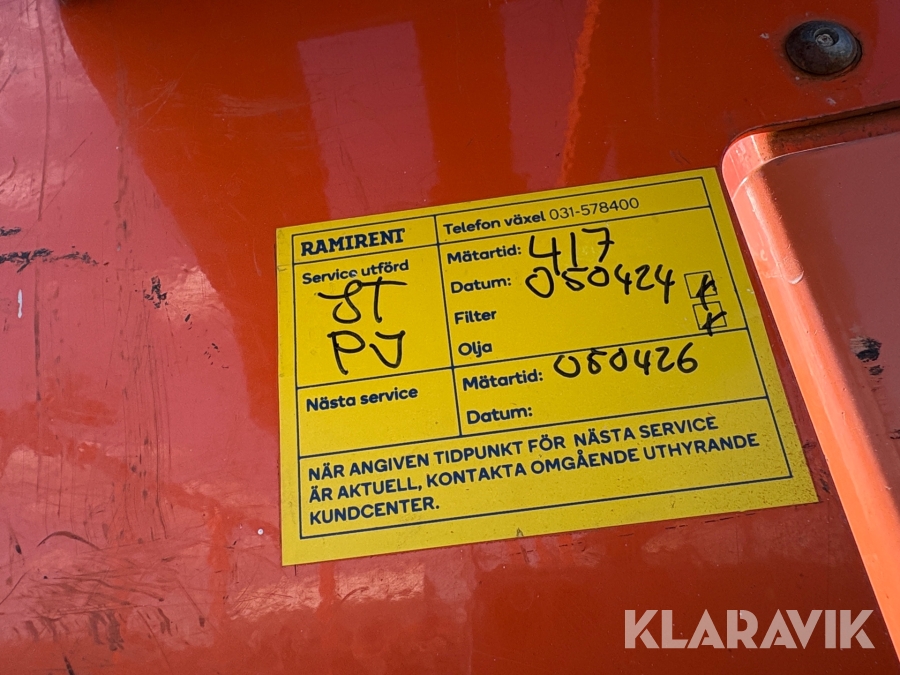 RAMIRENT
Telefon växel 031-578400
Service utförd
ST
PJ
Mätartid: 417
Datum: 050424
Filter
Olja
Nästa service
Mätartid: 050426
Datum:
NÄR ANGIVEN TIDPUNKT FÖR NÄSTA SERVICE
ÄR AKTUELL, KONTAKTA OMGÅENDE UTHYRANDE
KUNDCENTER.
KLARAVIK